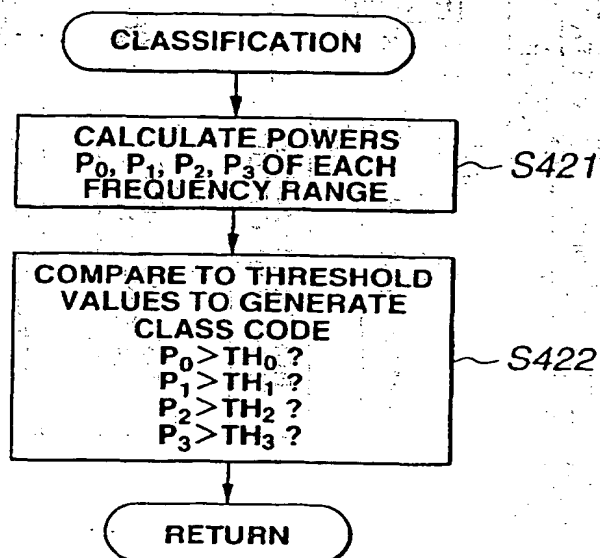 CLASSIFICATION
CALCULATE POWERS
P₀, P₁, P₂, P₃ OF EACH
FREQUENCY RANGE
S421
COMPARE TO THRESHOLD
VALUES TO GENERATE
CLASS CODE
P₀>TH₀ ?
P₁>TH₁ ?
P₂>TH₂ ?
P₃>TH₃ ?
S422
RETURN